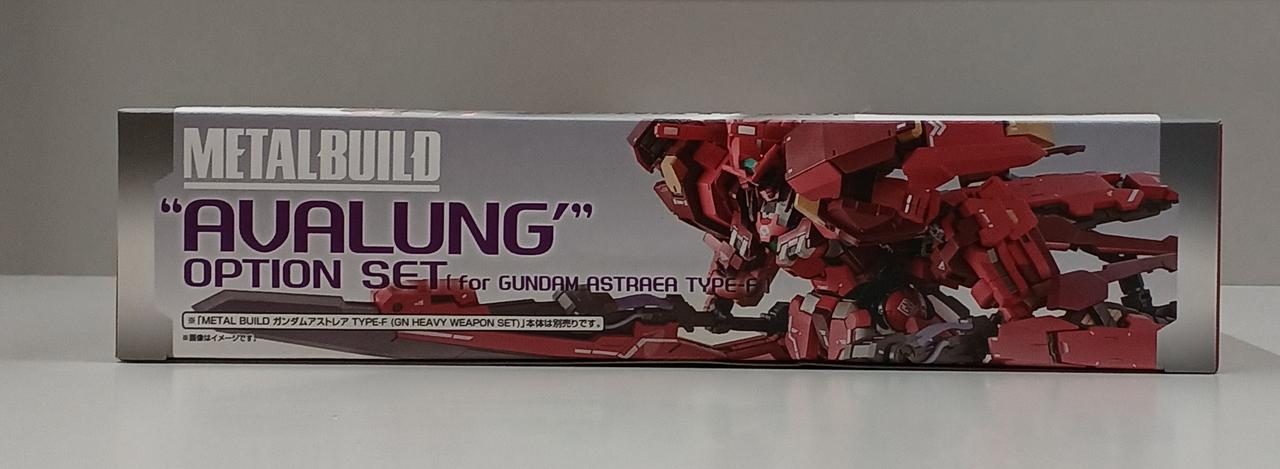 METAL BUILD
“AVALUNG′”
OPTION SET [for GUNDAM ASTRAEA TYPE-F]
※「METAL BUILD ガンダムアストレア TYPE-F (GN HEAVY WEAPON SET)」本体は別売りです。
※画像はイメージです。